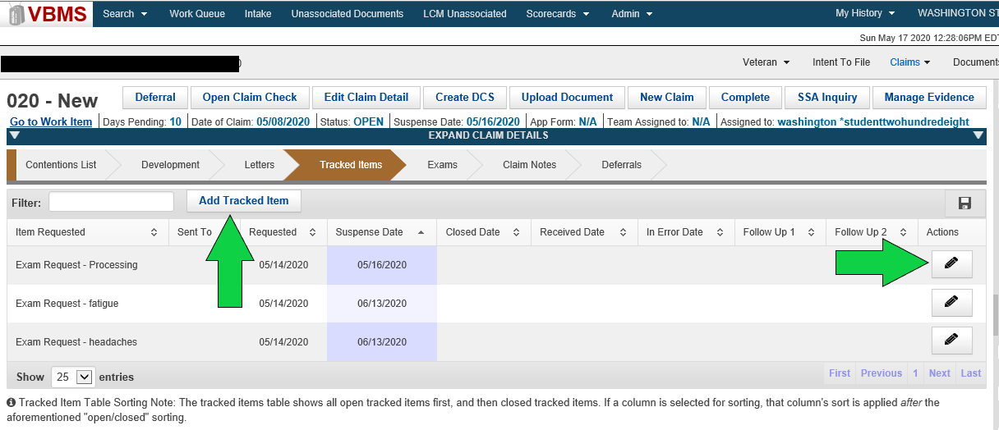 VBMS Search Work Queue Intake Unassociated Documents LCM Unassociated Scorecards Admin My History WASHINGTON ST
Sun May 17 2020 12:28:06PM EDT
Veteran Intent To File Claims Documents
020 - New Deferral Open Claim Check Edit Claim Detail Create DCS Upload Document New Claim Complete SSA Inquiry Manage Evidence
Go to Work Item Days Pending: 10 Date of Claim: 05/08/2020 Status: OPEN Suspense Date: 05/16/2020 App Form: N/A Team Assigned to: N/A Assigned to: washington *studenttwohundredeight
EXPAND CLAIM DETAILS
Contentions List Development Letters Tracked Items Exams Claim Notes Deferrals
Filter: Add Tracked Item
Item Requested Sent To Requested Suspense Date Closed Date Received Date In Error Date Follow Up 1 Follow Up 2 Actions
Exam Request - Processing 05/14/2020 05/16/2020
Exam Request - fatigue 05/14/2020 06/13/2020
Exam Request - headaches 05/14/2020 06/13/2020
Show 25 entries First Previous 1 Next Last
Tracked Item Table Sorting Note: The tracked items table shows all open tracked items first, and then closed tracked items. If a column is selected for sorting, that column's sort is applied after the
aforementioned "open/closed" sorting.